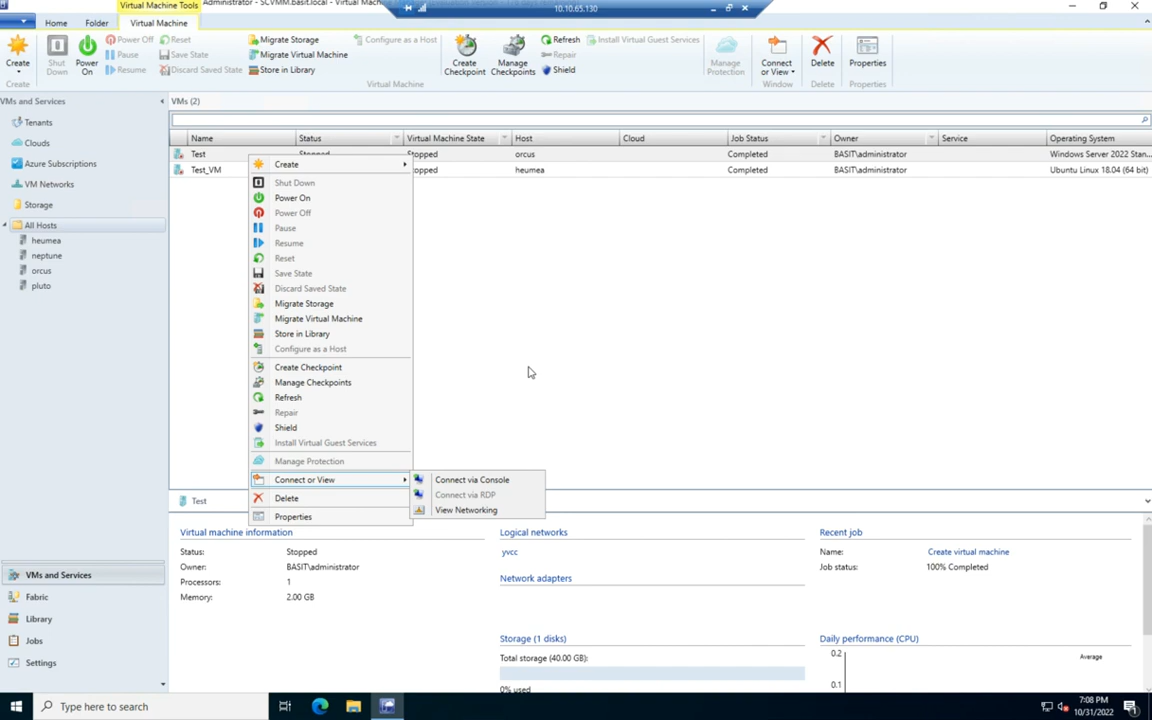 Virtual Machine Tools
Administrator - SCVMM.basit.local - Virtual Mac
10.10.65.130
Home
Folder
Virtual Machine
Create
Shut Down
Power On
Power Off
Pause
Resume
Reset
Save State
Discard Saved State
Migrate Storage
Migrate Virtual Machine
Store in Library
Configure as a Host
Create Checkpoint
Manage Checkpoints
Refresh
Repair
Shield
Install Virtual Guest Services
Manage Protection
Connect or View
Delete
Properties
Create
Virtual Machine
Window
Delete
Properties
VMs and Services
Tenants
Clouds
Azure Subscriptions
VM Networks
Storage
All Hosts
heumea
neptune
orcus
pluto
VMs (2)
Name Status Virtual Machine State Host Cloud Job Status Owner Service Operating System
Test Stopped Stopped orcus Completed BASIT\administrator Windows Server 2022 Stan...
Test_VM topped heumea Completed BASIT\administrator Ubuntu Linux 18.04 (64 bit)
Create
Shut Down
Power On
Power Off
Pause
Resume
Reset
Save State
Discard Saved State
Migrate Storage
Migrate Virtual Machine
Store in Library
Configure as a Host
Create Checkpoint
Manage Checkpoints
Refresh
Repair
Shield
Install Virtual Guest Services
Manage Protection
Connect or View
Delete
Properties
Connect via Console
Connect via RDP
View Networking
Test
Virtual machine information
Status: Stopped
Owner: BASIT\administrator
Processors: 1
Memory: 2.00 GB
Logical networks
yvcc
Network adapters
Storage (1 disks)
Total storage (40.00 GB):
0% used
Recent job
Name: Create virtual machine
Job status: 100% Completed
Daily performance (CPU)
0.2
0.1
Average
VMs and Services
Fabric
Library
Jobs
Settings
Type here to search
7:08 PM
10/31/2022
1